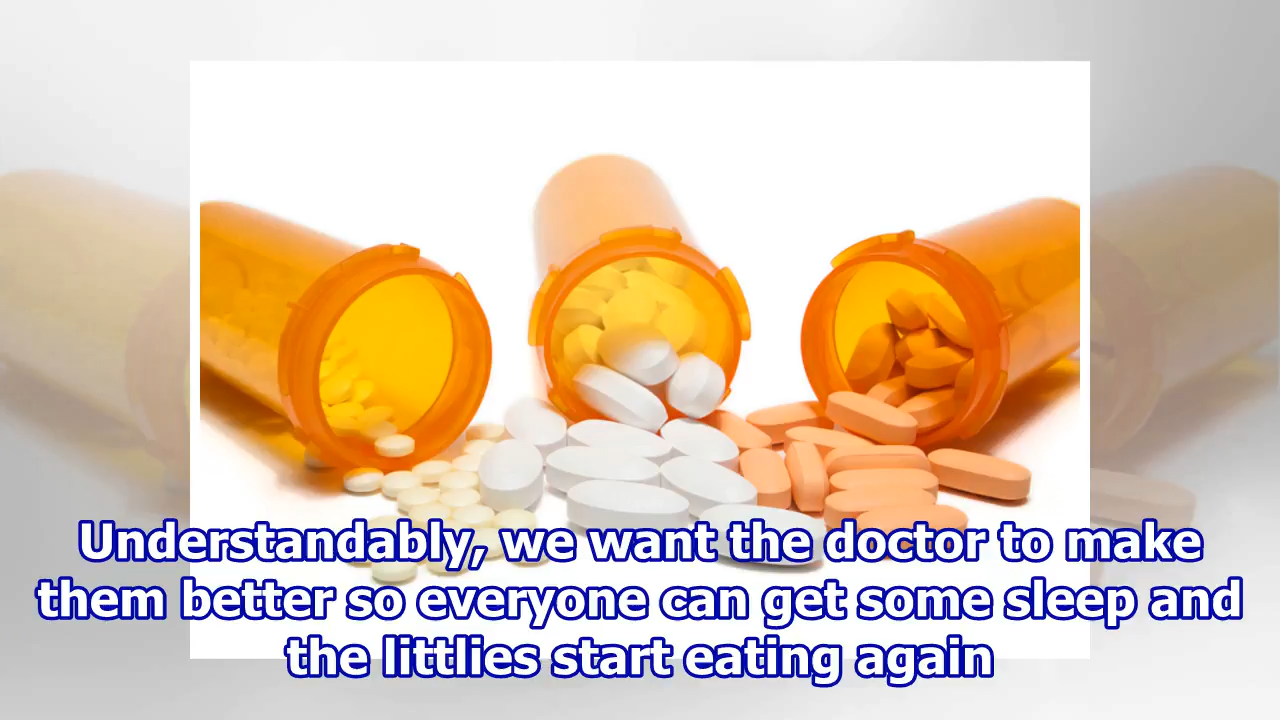 Understandably, we want the doctor to make
them better so everyone can get some sleep and
the littlies start eating again